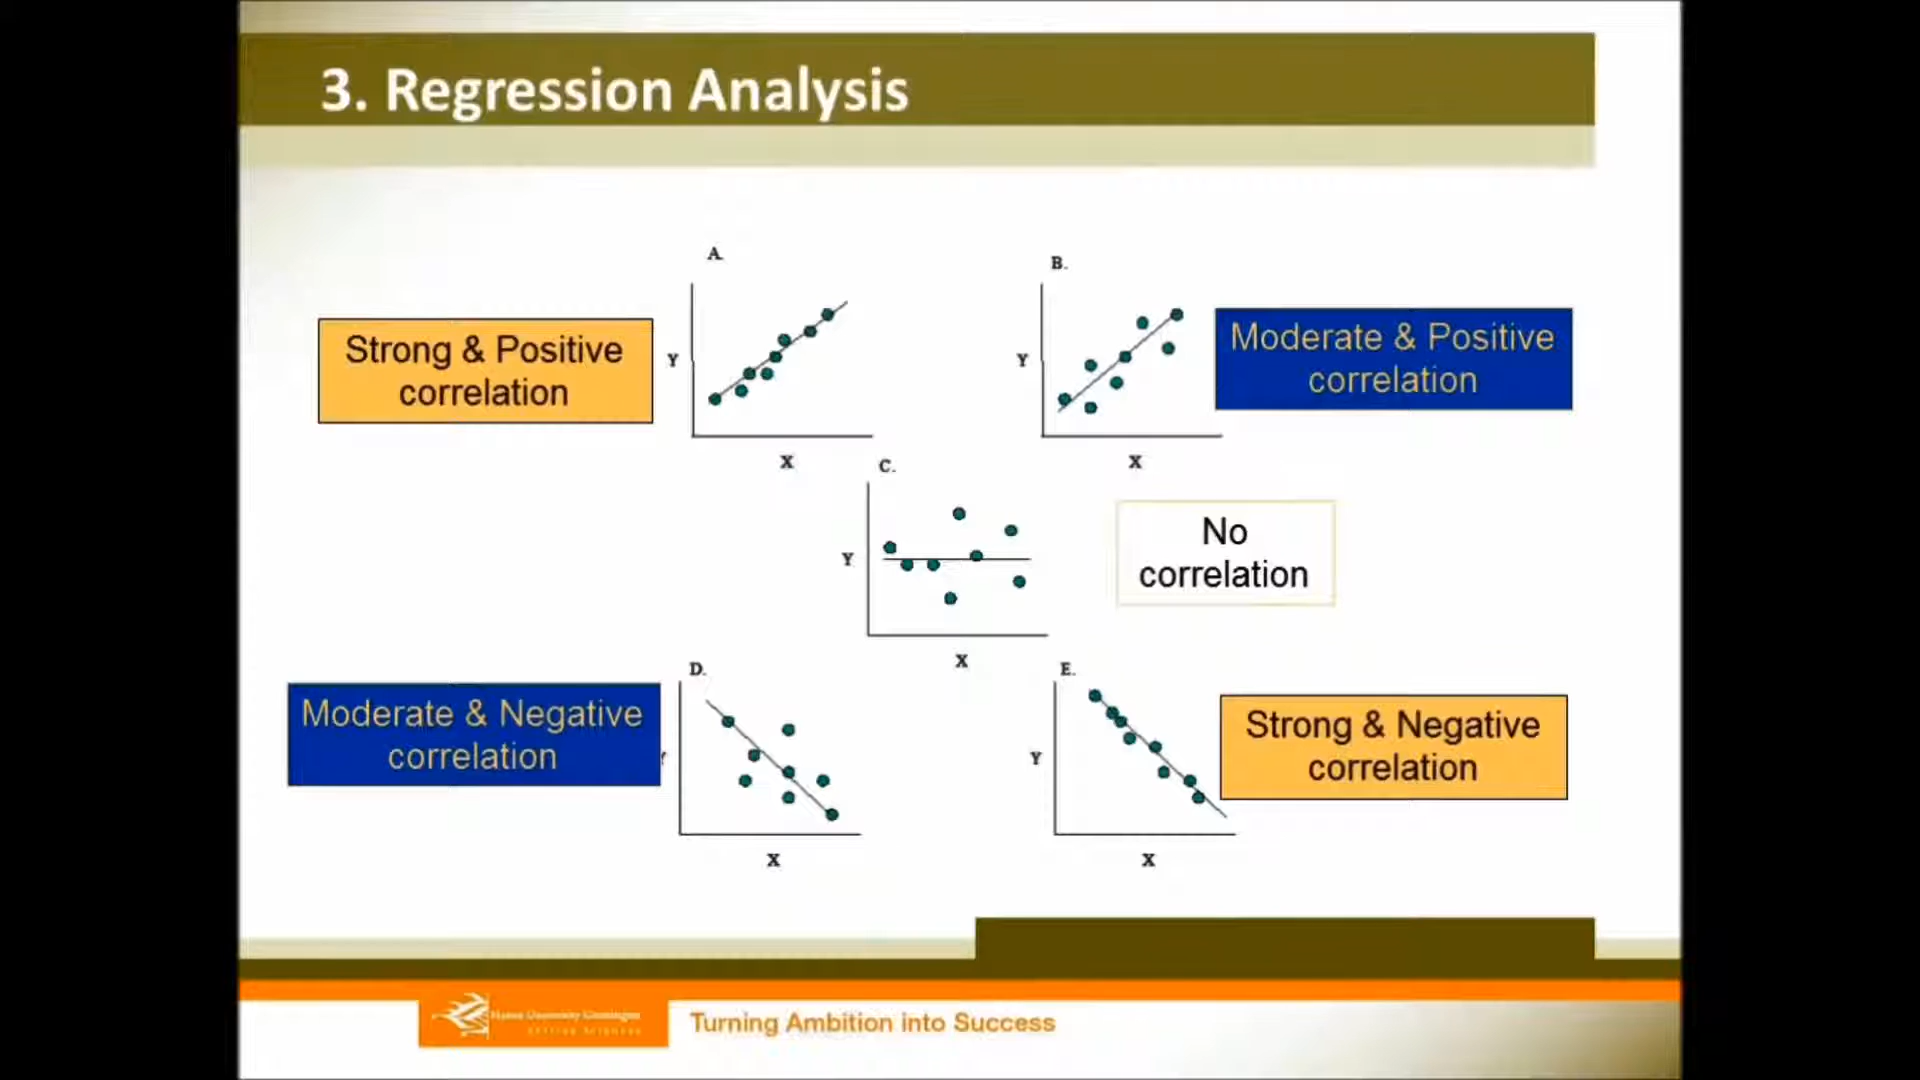 3. Regression Analysis
A.
B.
Strong & Positive
correlation
Y
X
Y
X
Moderate & Positive
correlation
C.
Y
X
No
correlation
D.
E.
Moderate & Negative
correlation
X
Y
X
Strong & Negative
correlation
Turning Ambition into Success